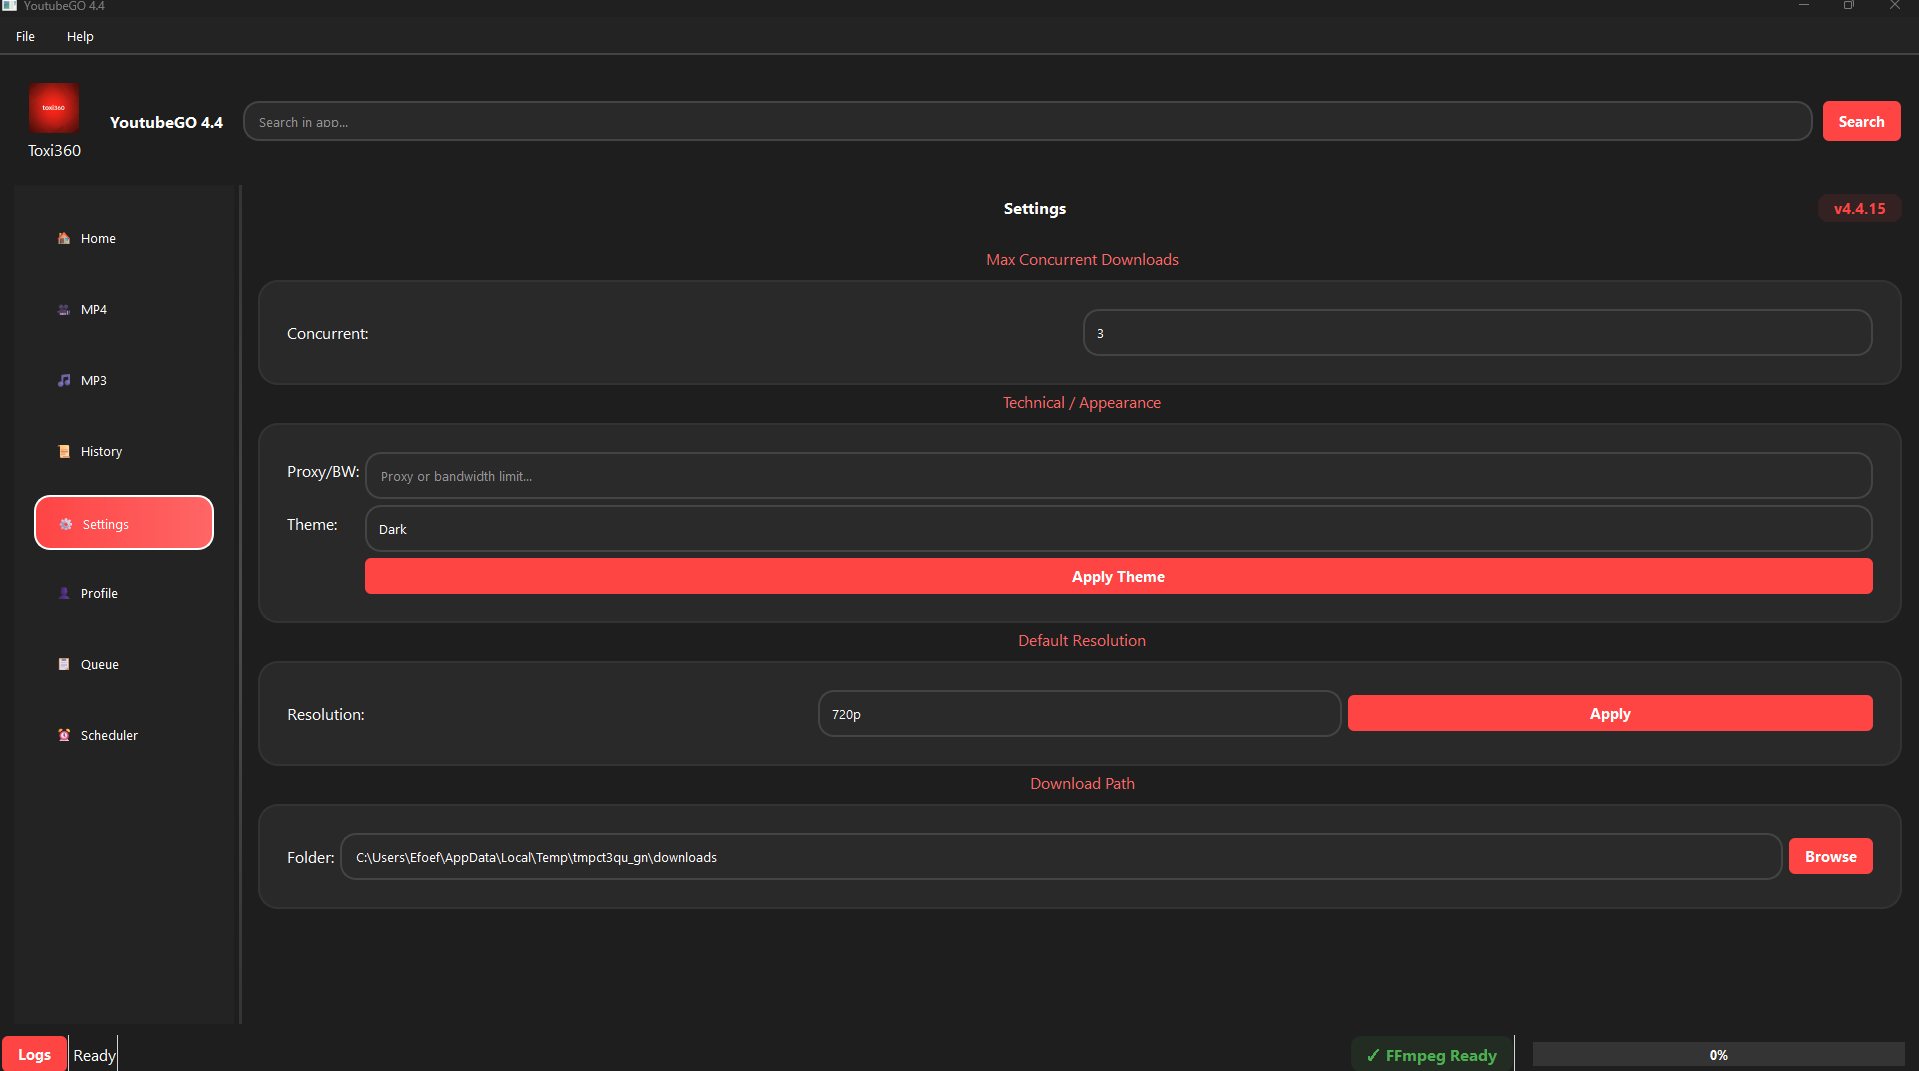 YoutubeGO 4.4
File Help
toxi360
Toxi360
YoutubeGO 4.4
Search in app...
Search
Home
MP4
MP3
History
Settings
Profile
Queue
Scheduler
Settings
v4.4.15
Max Concurrent Downloads
Concurrent: 3
Technical / Appearance
Proxy/BW: Proxy or bandwidth limit...
Theme: Dark
Apply Theme
Default Resolution
Resolution: 720p Apply
Download Path
Folder: C:\Users\Efoef\AppData\Local\Temp\tmpct3qu_gn\downloads Browse
Logs Ready ✓ FFmpeg Ready 0%